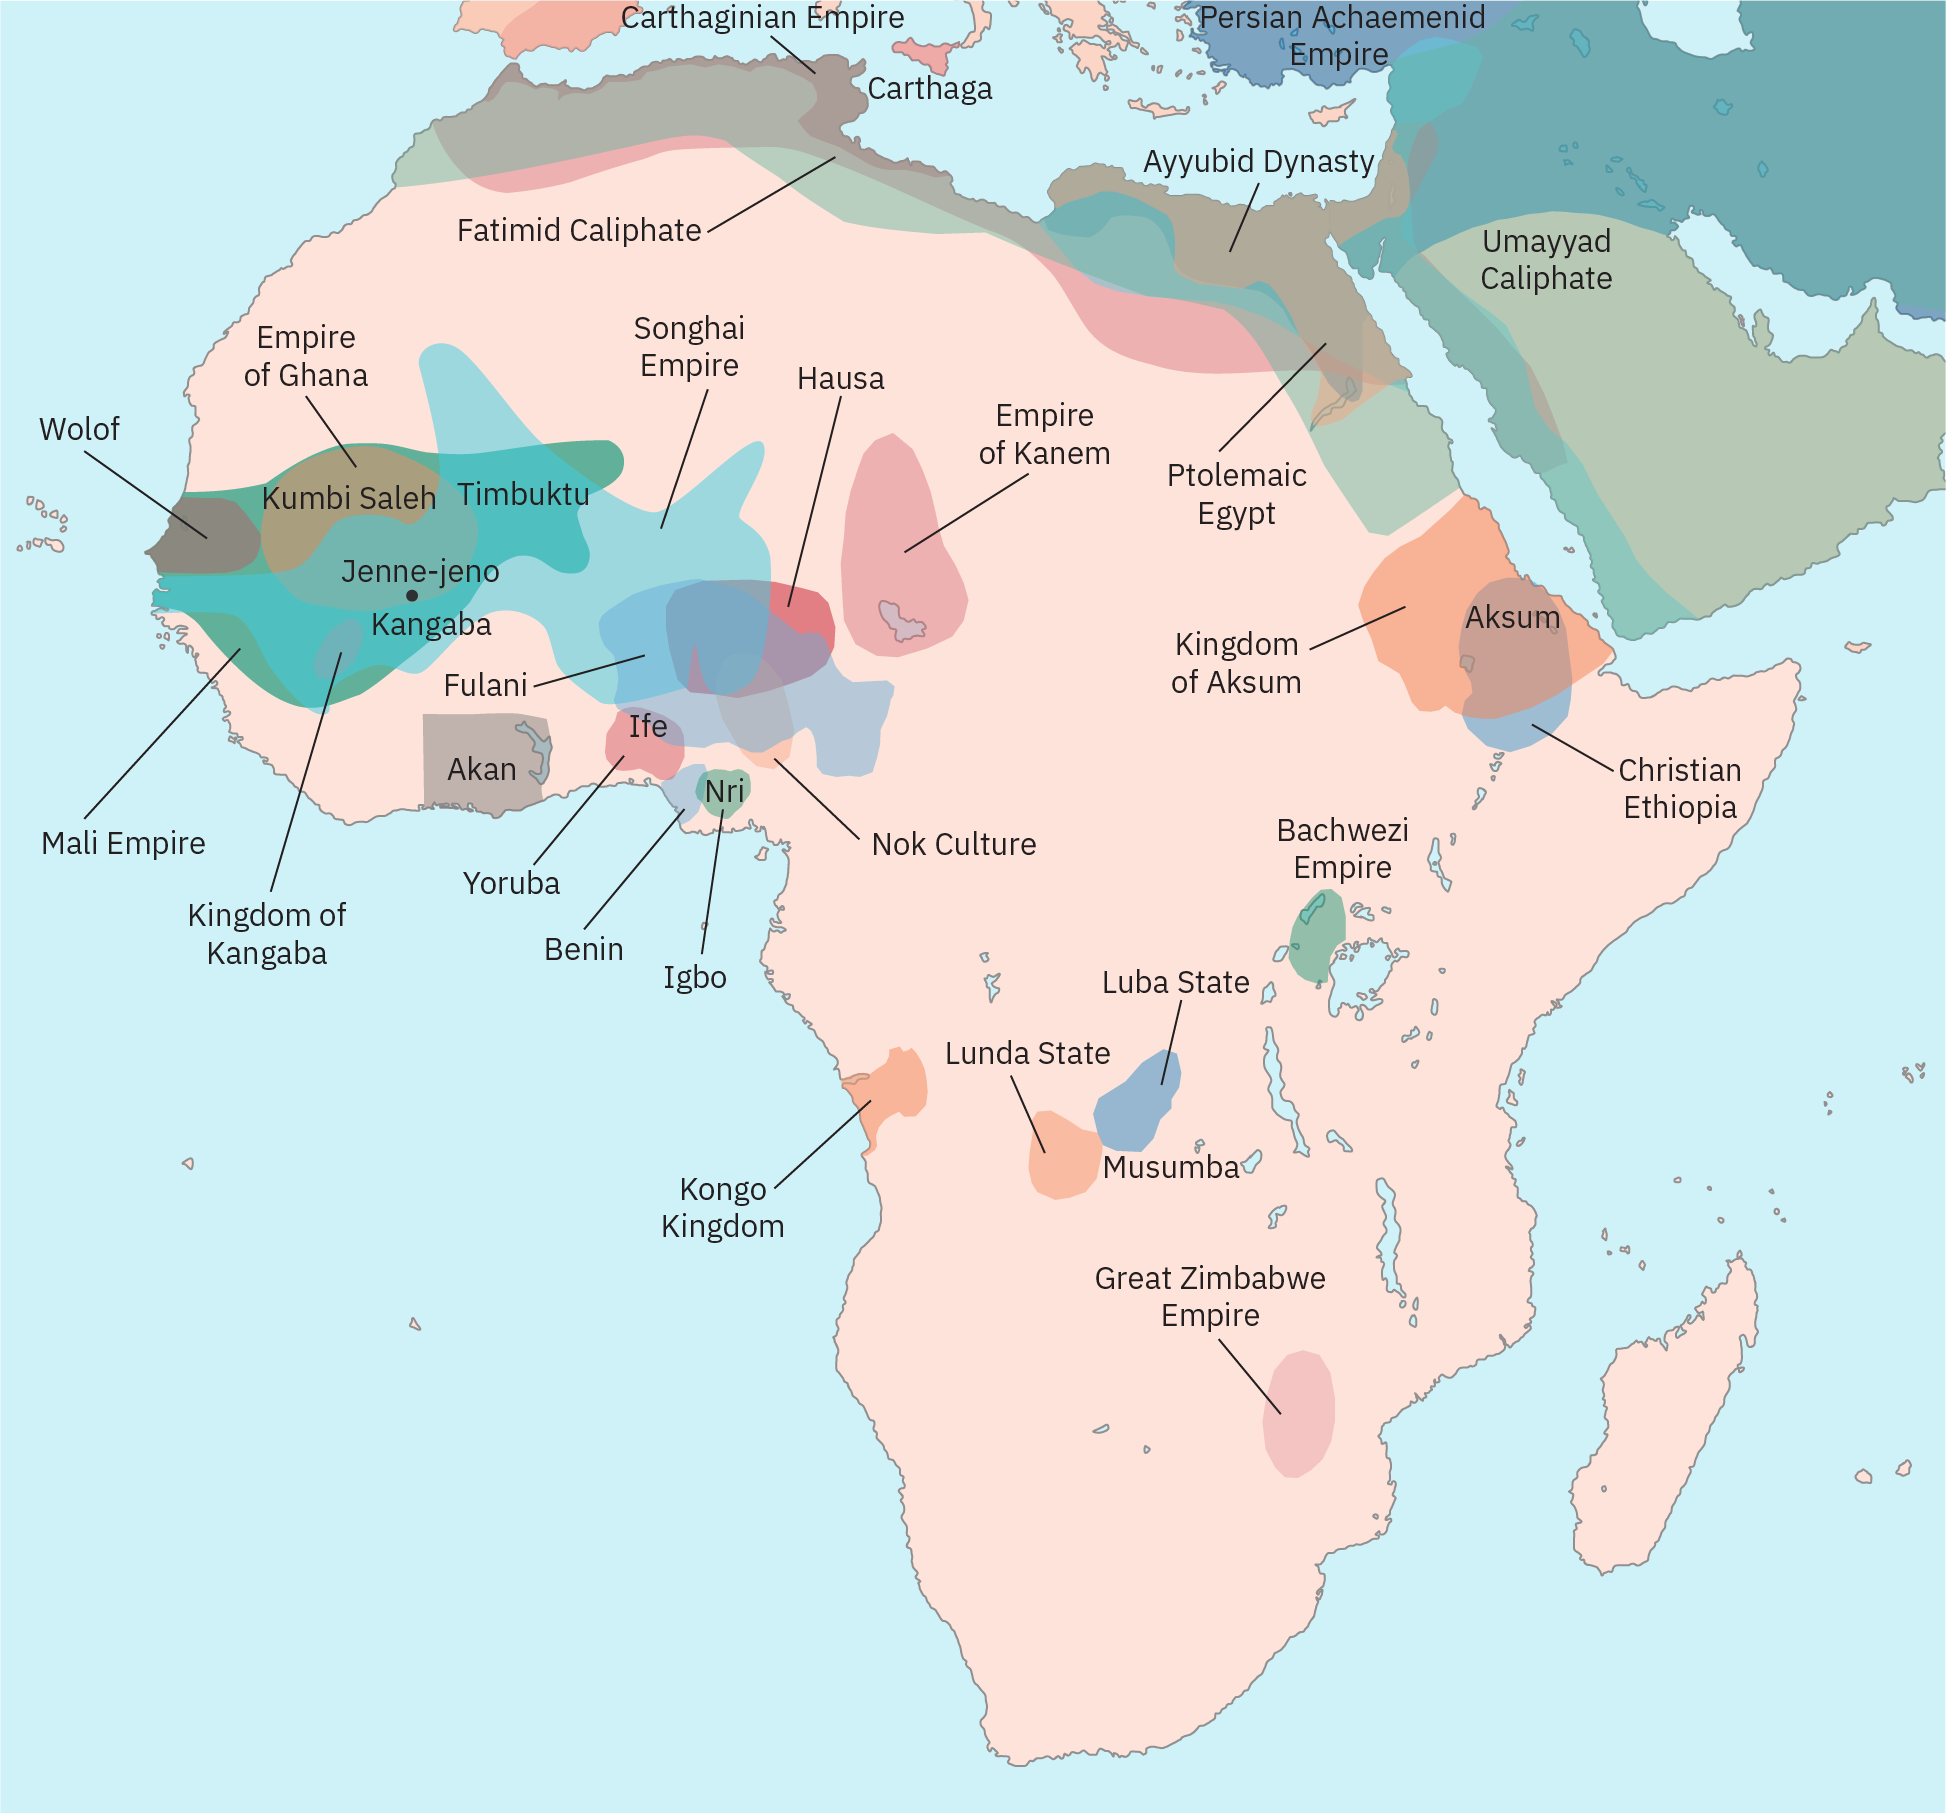 Carthaginian Empire
Persian Achaemenid
Empire
Carthaga
Ayyubid Dynasty
Fatimid Caliphate
Umayyad
Caliphate
Empire
of Ghana
Songhai
Empire
Hausa
Wolof
Empire
of Kanem
Ptolemaic
Egypt
Kumbi Saleh
Timbuktu
Jenne-jeno
Kangaba
Aksum
Kingdom
of Aksum
Fulani
Ife
Akan
Nri
Christian
Ethiopia
Mali Empire
Nok Culture
Bachwezi
Empire
Yoruba
Kingdom of
Kangaba
Benin
Igbo
Luba State
Lunda State
Musumba
Kongo
Kingdom
Great Zimbabwe
Empire